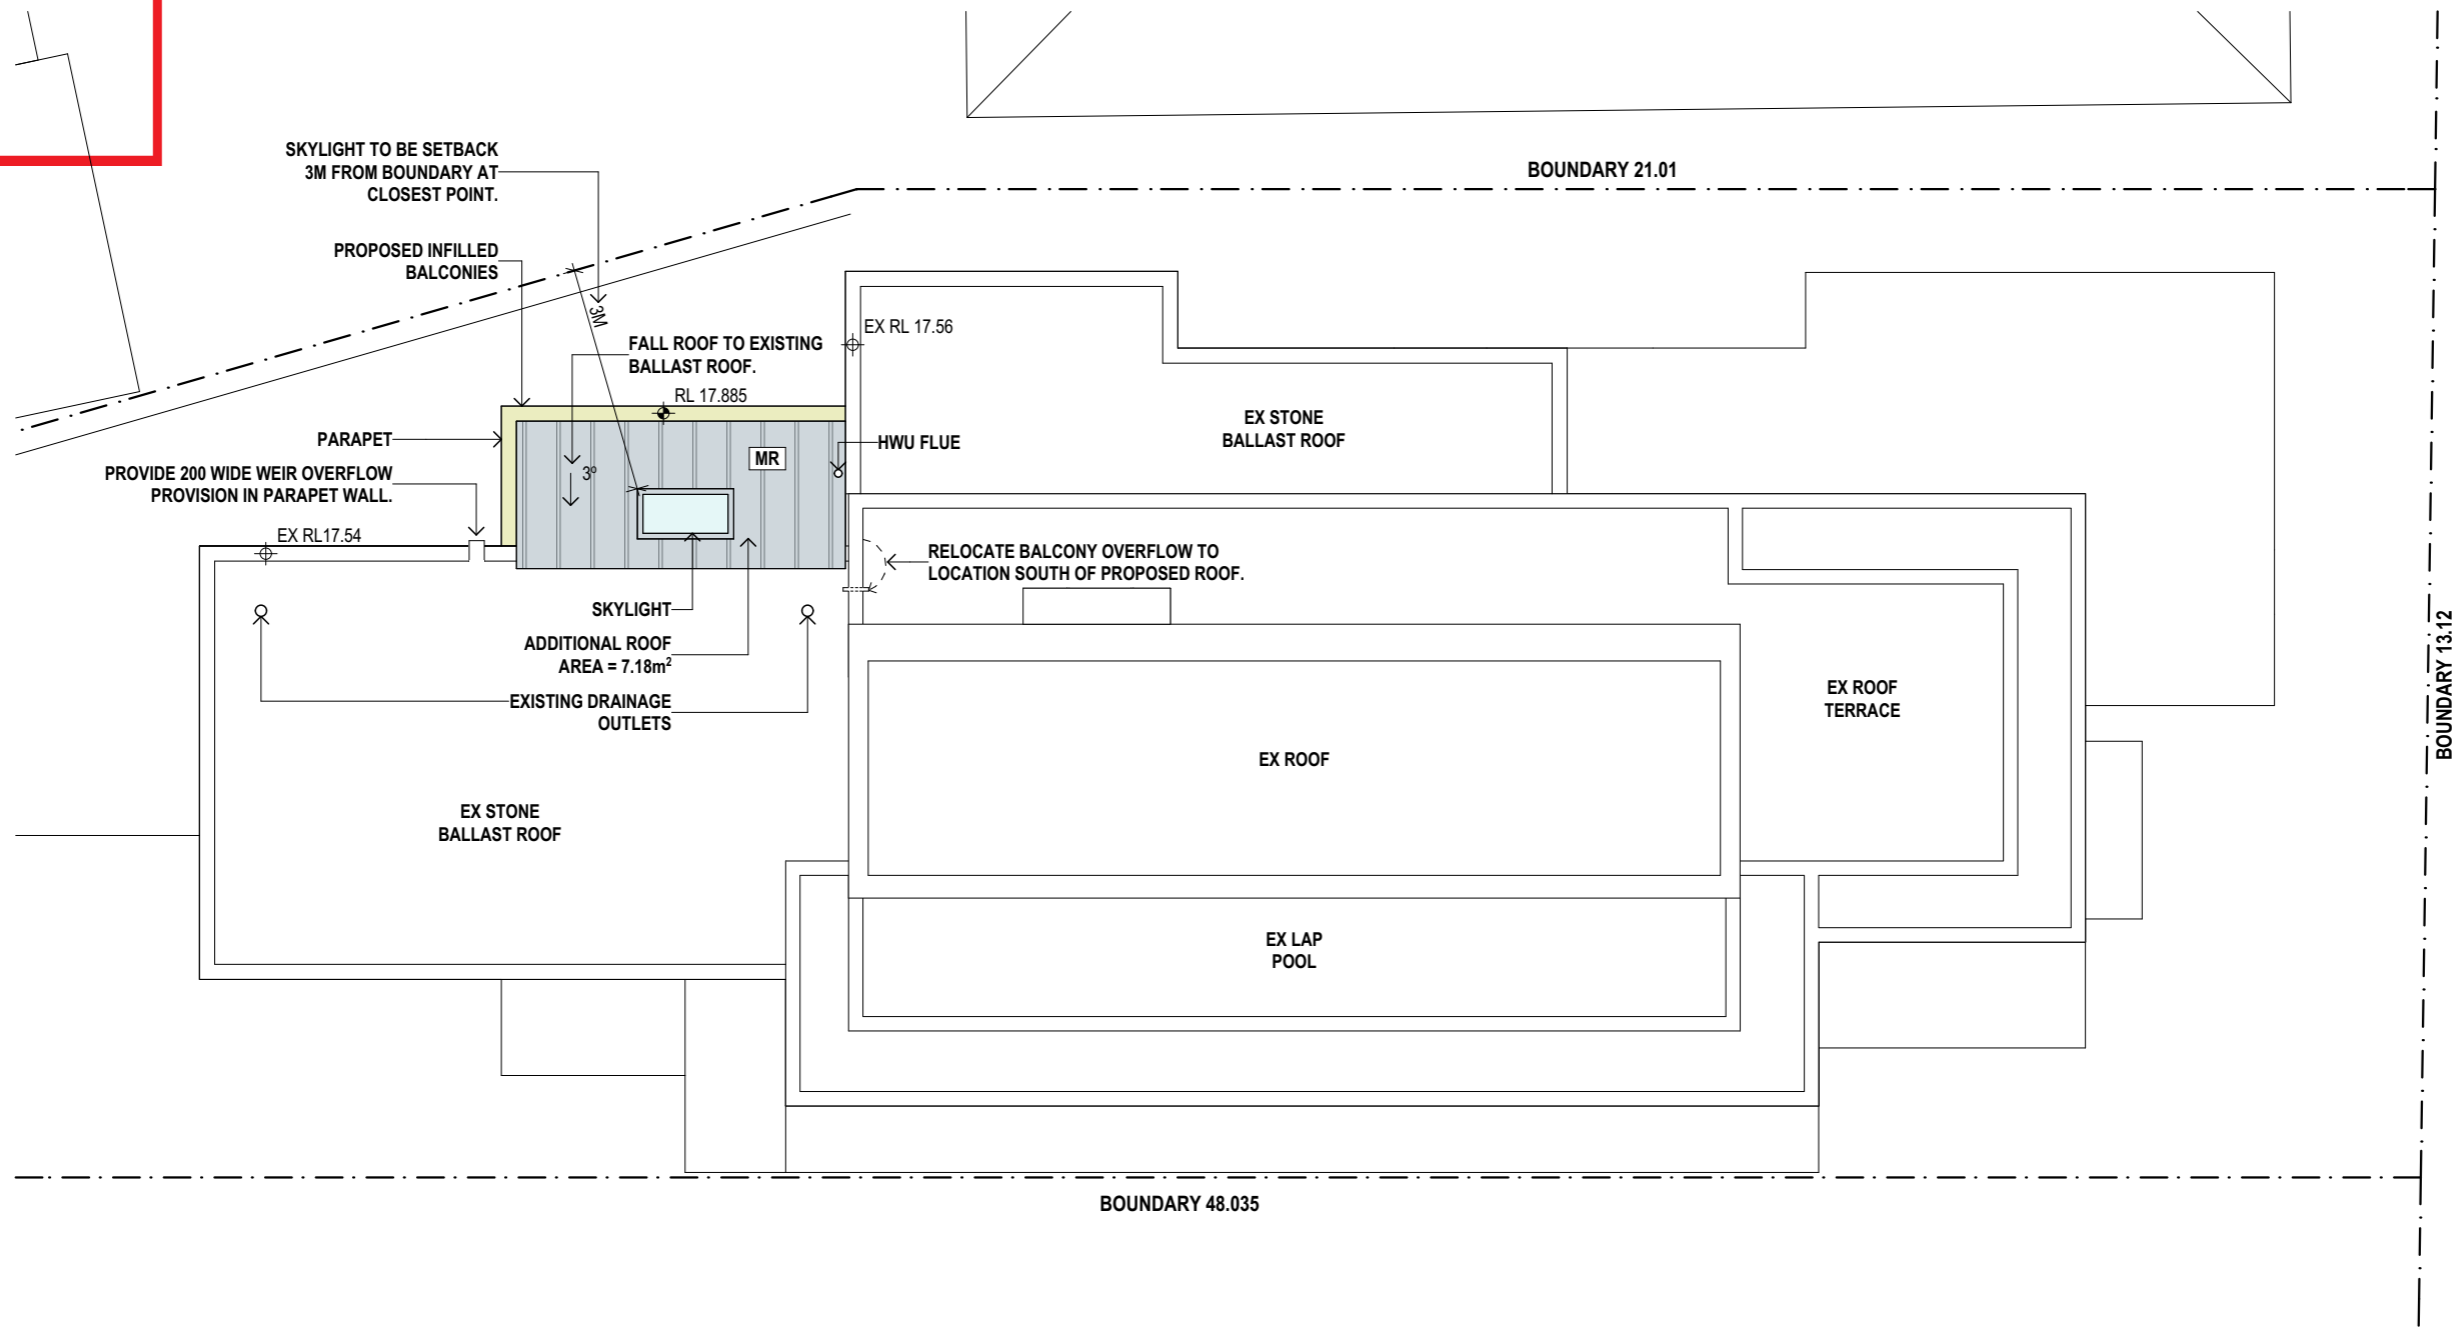 SKYLIGHT TO BE SETBACK
3M FROM BOUNDARY AT
CLOSEST POINT.
BOUNDARY 21.01
PROPOSED INFILLED
BALCONIES
3M
EX RL 17.56
FALL ROOF TO EXISTING
BALLAST ROOF.
RL 17.885
EX STONE
BALLAST ROOF
PARAPET
HWU FLUE
MR
3°
PROVIDE 200 WIDE WEIR OVERFLOW
PROVISION IN PARAPET WALL.
EX RL17.54
RELOCATE BALCONY OVERFLOW TO
LOCATION SOUTH OF PROPOSED ROOF.
SKYLIGHT
ADDITIONAL ROOF
AREA = 7.18m²
EXISTING DRAINAGE
OUTLETS
EX ROOF
TERRACE
BOUNDARY 13.12
EX ROOF
EX STONE
BALLAST ROOF
EX LAP
POOL
BOUNDARY 48.035